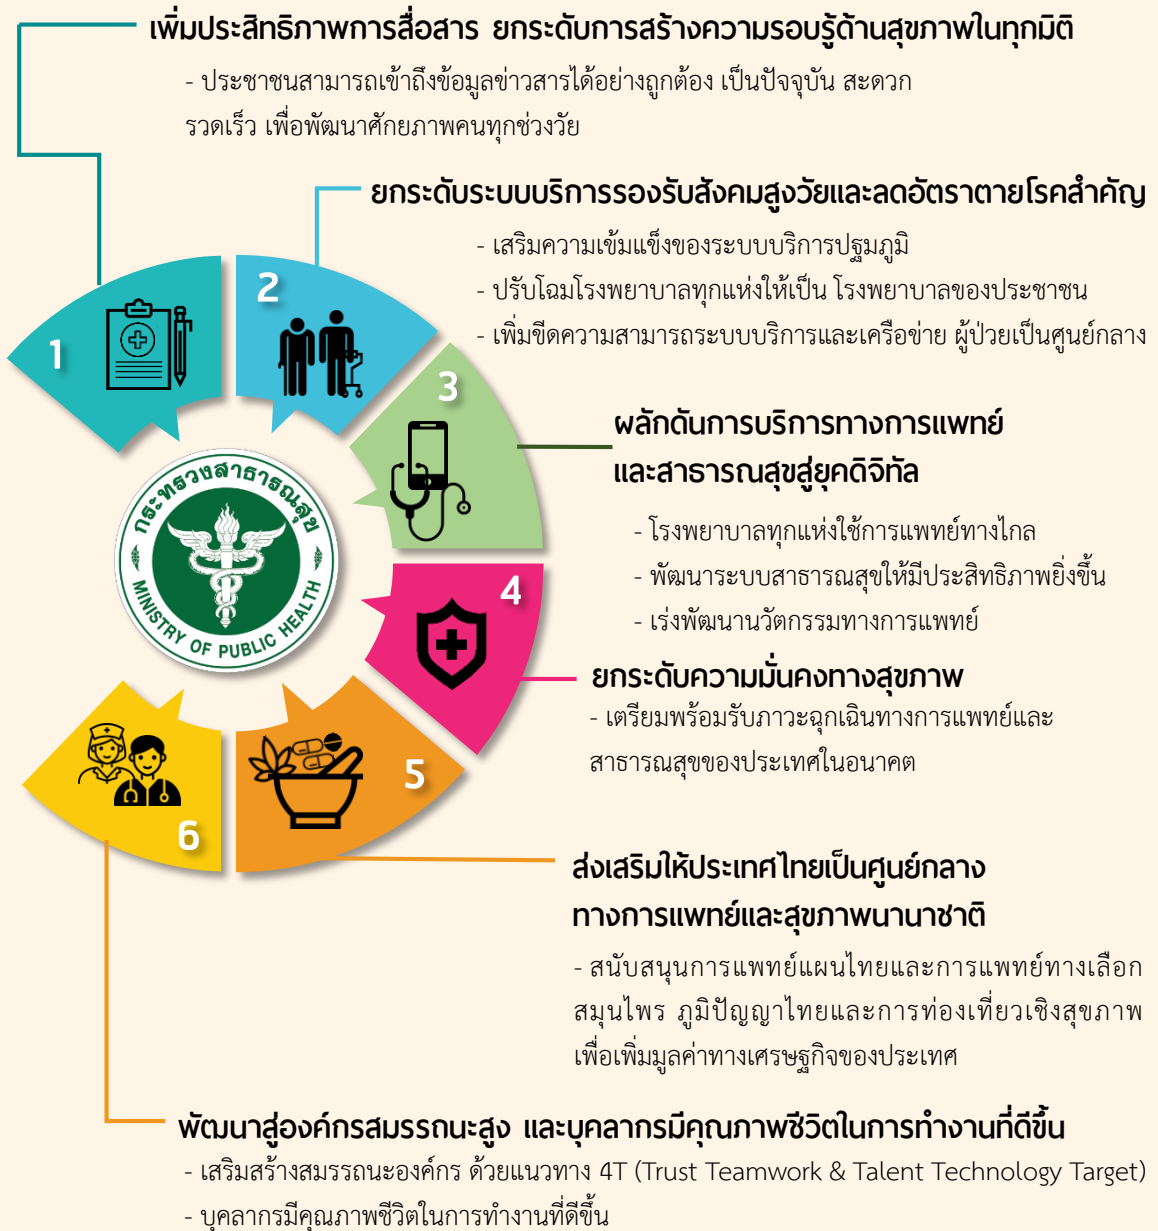 เพิ่มประสิทธิภาพการสื่อสาร ยกระดับการสร้างความรอบรู้ด้านสุขภาพในทุกมิติ
- ประชาชนสามารถเข้าถึงข้อมูลข่าวสารได้อย่างถูกต้อง เป็นปัจจุบัน สะดวก
รวดเร็ว เพื่อพัฒนาศักยภาพคนทุกช่วงวัย
ยกระดับระบบบริการรองรับสังคมสูงวัยและลดอัตราตายโรคสำคัญ
- เสริมความเข้มแข็งของระบบบริการปฐมภูมิ
- ปรับโฉมโรงพยาบาลทุกแห่งให้เป็น โรงพยาบาลของประชาชน
- เพิ่มขีดความสามารถระบบบริการและเครือข่าย ผู้ป่วยเป็นศูนย์กลาง
1
2
3
ผลักดันการบริการทางการแพทย์
และสาธารณสุขสู่ยุคดิจิทัล
- โรงพยาบาลทุกแห่งใช้การแพทย์ทางไกล
- พัฒนาระบบสาธารณสุขให้มีประสิทธิภาพยิ่งขึ้น
- เร่งพัฒนานวัตกรรมทางการแพทย์
กระทรวงสาธารณสุข
MINISTRY OF PUBLIC HEALTH
4
ยกระดับความมั่นคงทางสุขภาพ
- เตรียมพร้อมรับภาวะฉุกเฉินทางการแพทย์และ
สาธารณสุขของประเทศในอนาคต
5
6
ส่งเสริมให้ประเทศไทยเป็นศูนย์กลาง
ทางการแพทย์และสุขภาพนานาชาติ
- สนับสนุนการแพทย์แผนไทยและการแพทย์ทางเลือก
สมุนไพร ภูมิปัญญาไทยและการท่องเที่ยวเชิงสุขภาพ
เพื่อเพิ่มมูลค่าทางเศรษฐกิจของประเทศ
พัฒนาสู่องค์กรสมรรถนะสูง และบุคลากรมีคุณภาพชีวิตในการทำงานที่ดีขึ้น
- เสริมสร้างสมรรถนะองค์กร ด้วยแนวทาง 4T (Trust Teamwork & Talent Technology Target)
- บุคลากรมีคุณภาพชีวิตในการทำงานที่ดีขึ้น